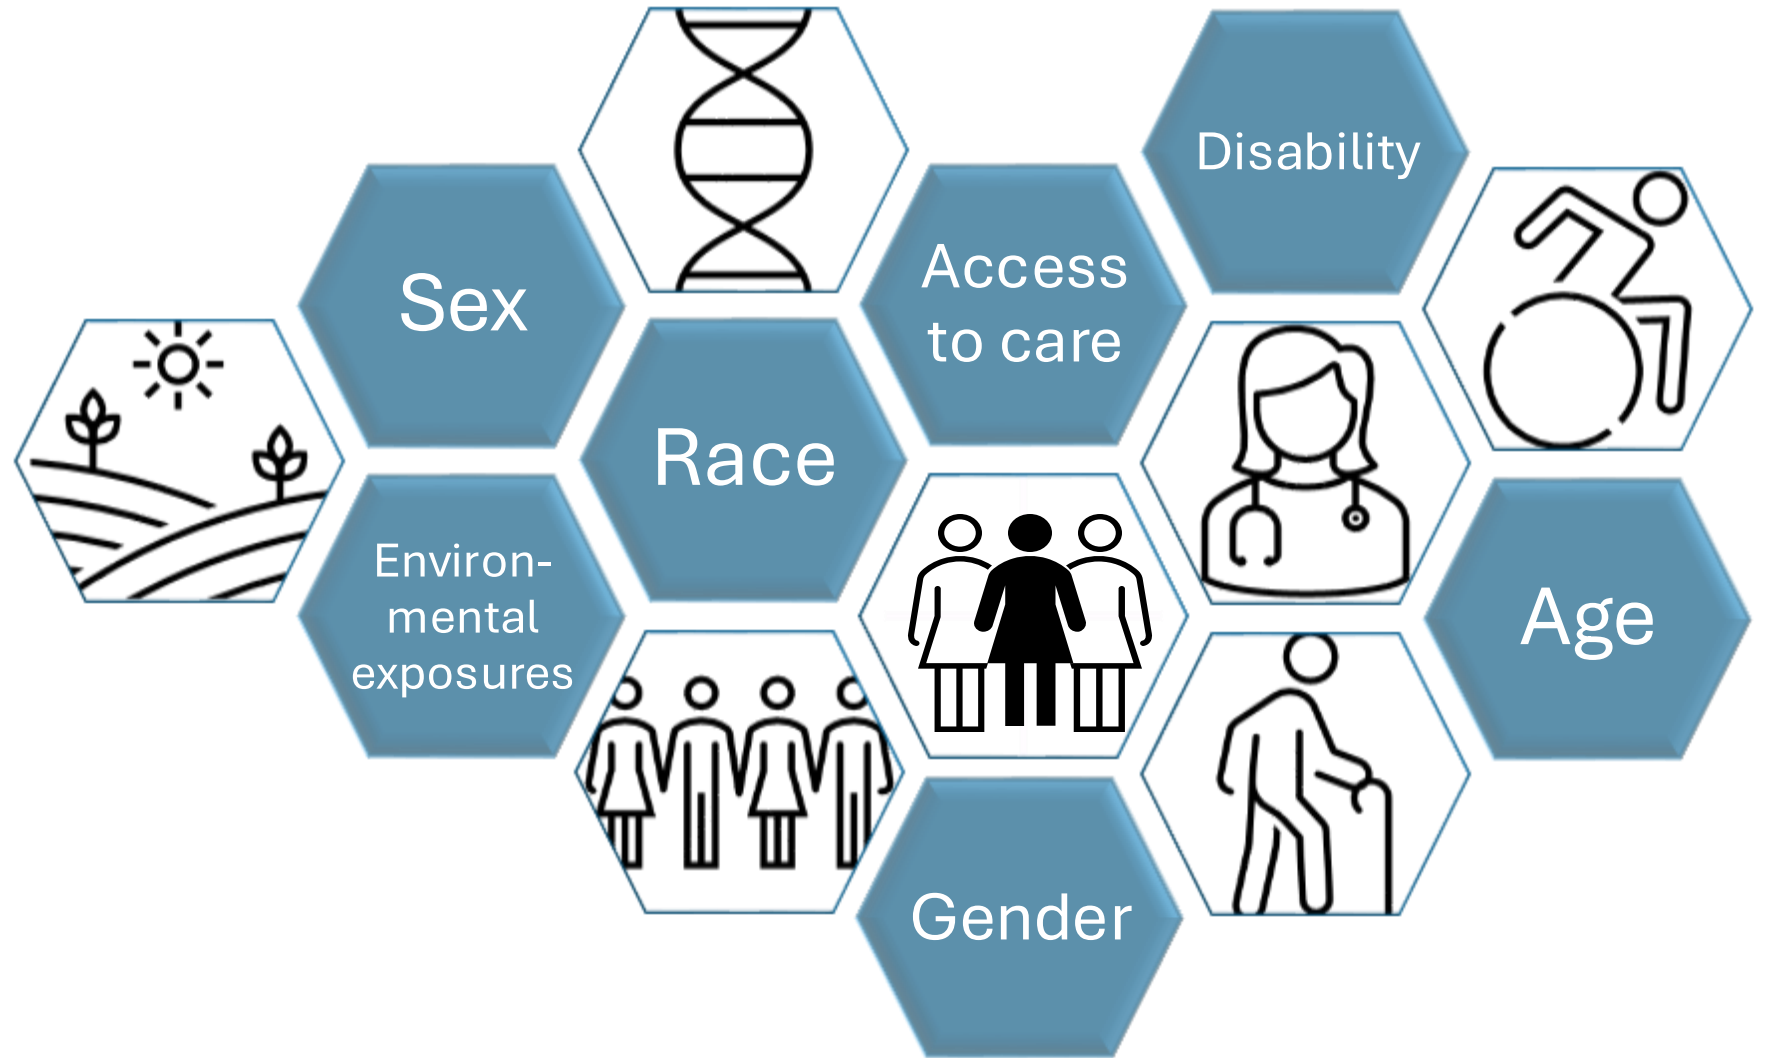 Disability
Sex
Access
to care
Race
Environ-
mental
exposures
Age
Gender